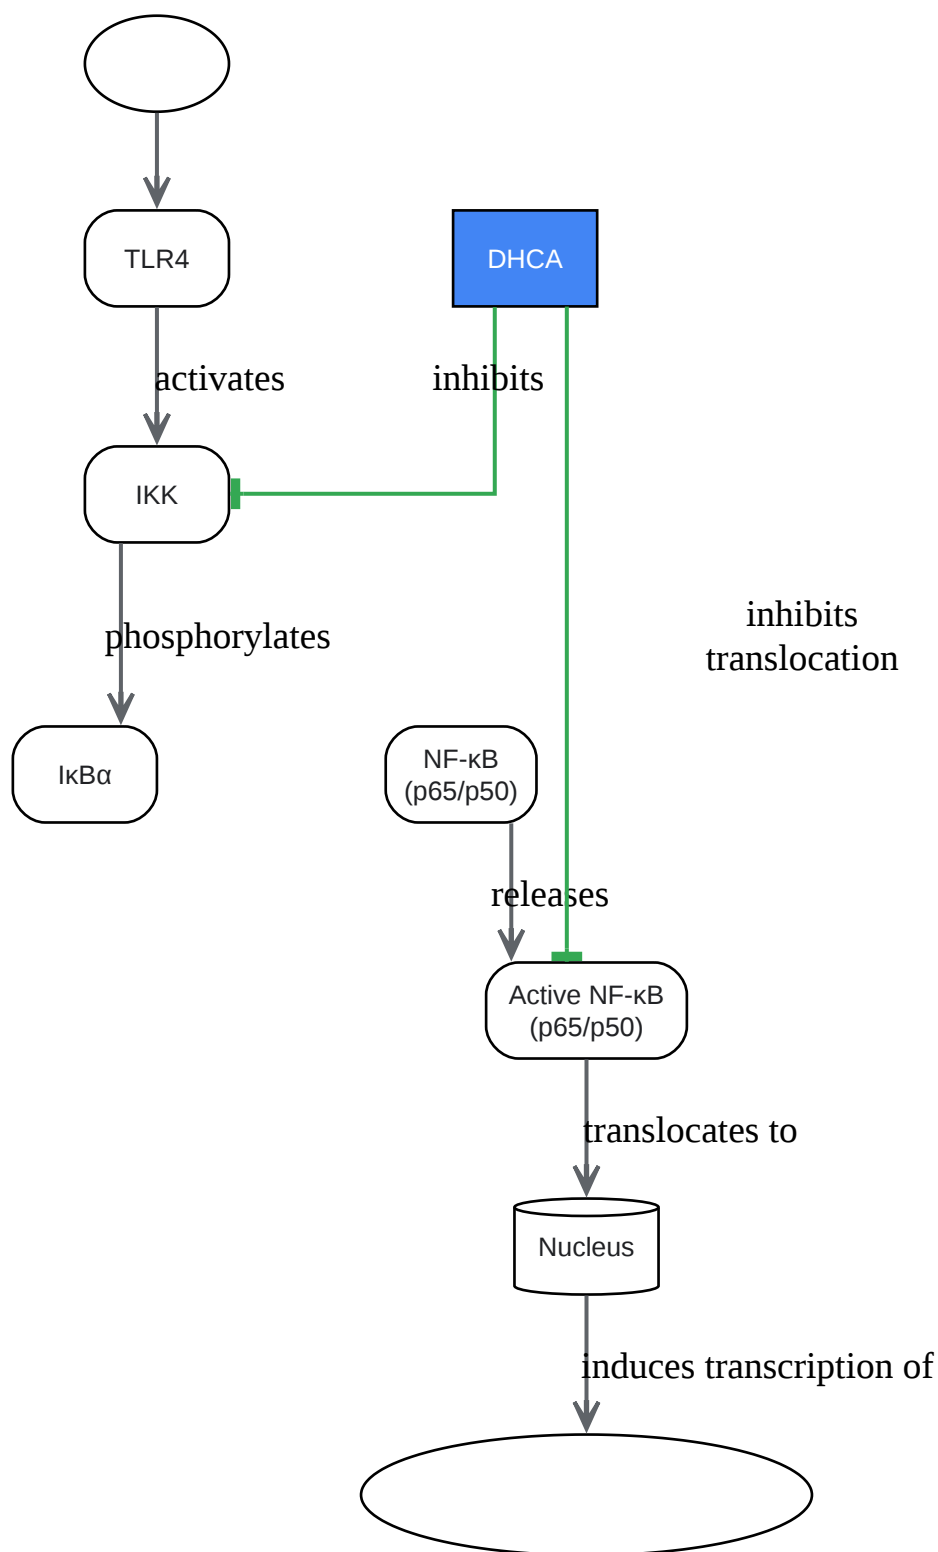 TLR4
DHCA
activates
inhibits
IKK
inhibits
translocation
phosphorylates
IκBα
NF-κB
(p65/p50)
releases
Active NF-κB
(p65/p50)
translocates to
Nucleus
induces transcription of